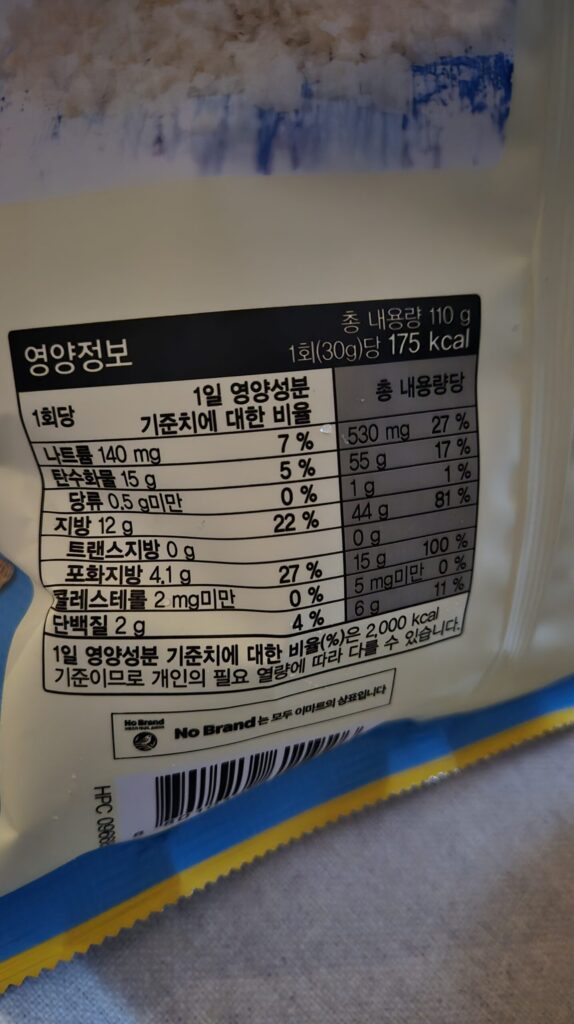 영양정보
총 내용량 110 g
1회(30g)당 175 kcal
1회당 1일 영양성분 기준치에 대한 비율 총 내용량당
나트륨 140 mg 7 % 530 mg 27 %
탄수화물 15 g 5 % 55 g 17 %
당류 0.5 g미만 0 % 1 g 1 %
지방 12 g 22 % 44 g 81 %
트랜스지방 0 g 0 g
포화지방 4.1 g 27 % 15 g 100 %
콜레스테롤 2 mg미만 0 % 5 mg미만 0 %
단백질 2 g 4 % 6 g 11 %
1일 영양성분 기준치에 대한 비율(%)은 2,000 kcal
기준이므로 개인의 필요 열량에 따라 다를 수 있습니다.
No Brand
No Brand는 모두 이마트의 상표입니다
HPC